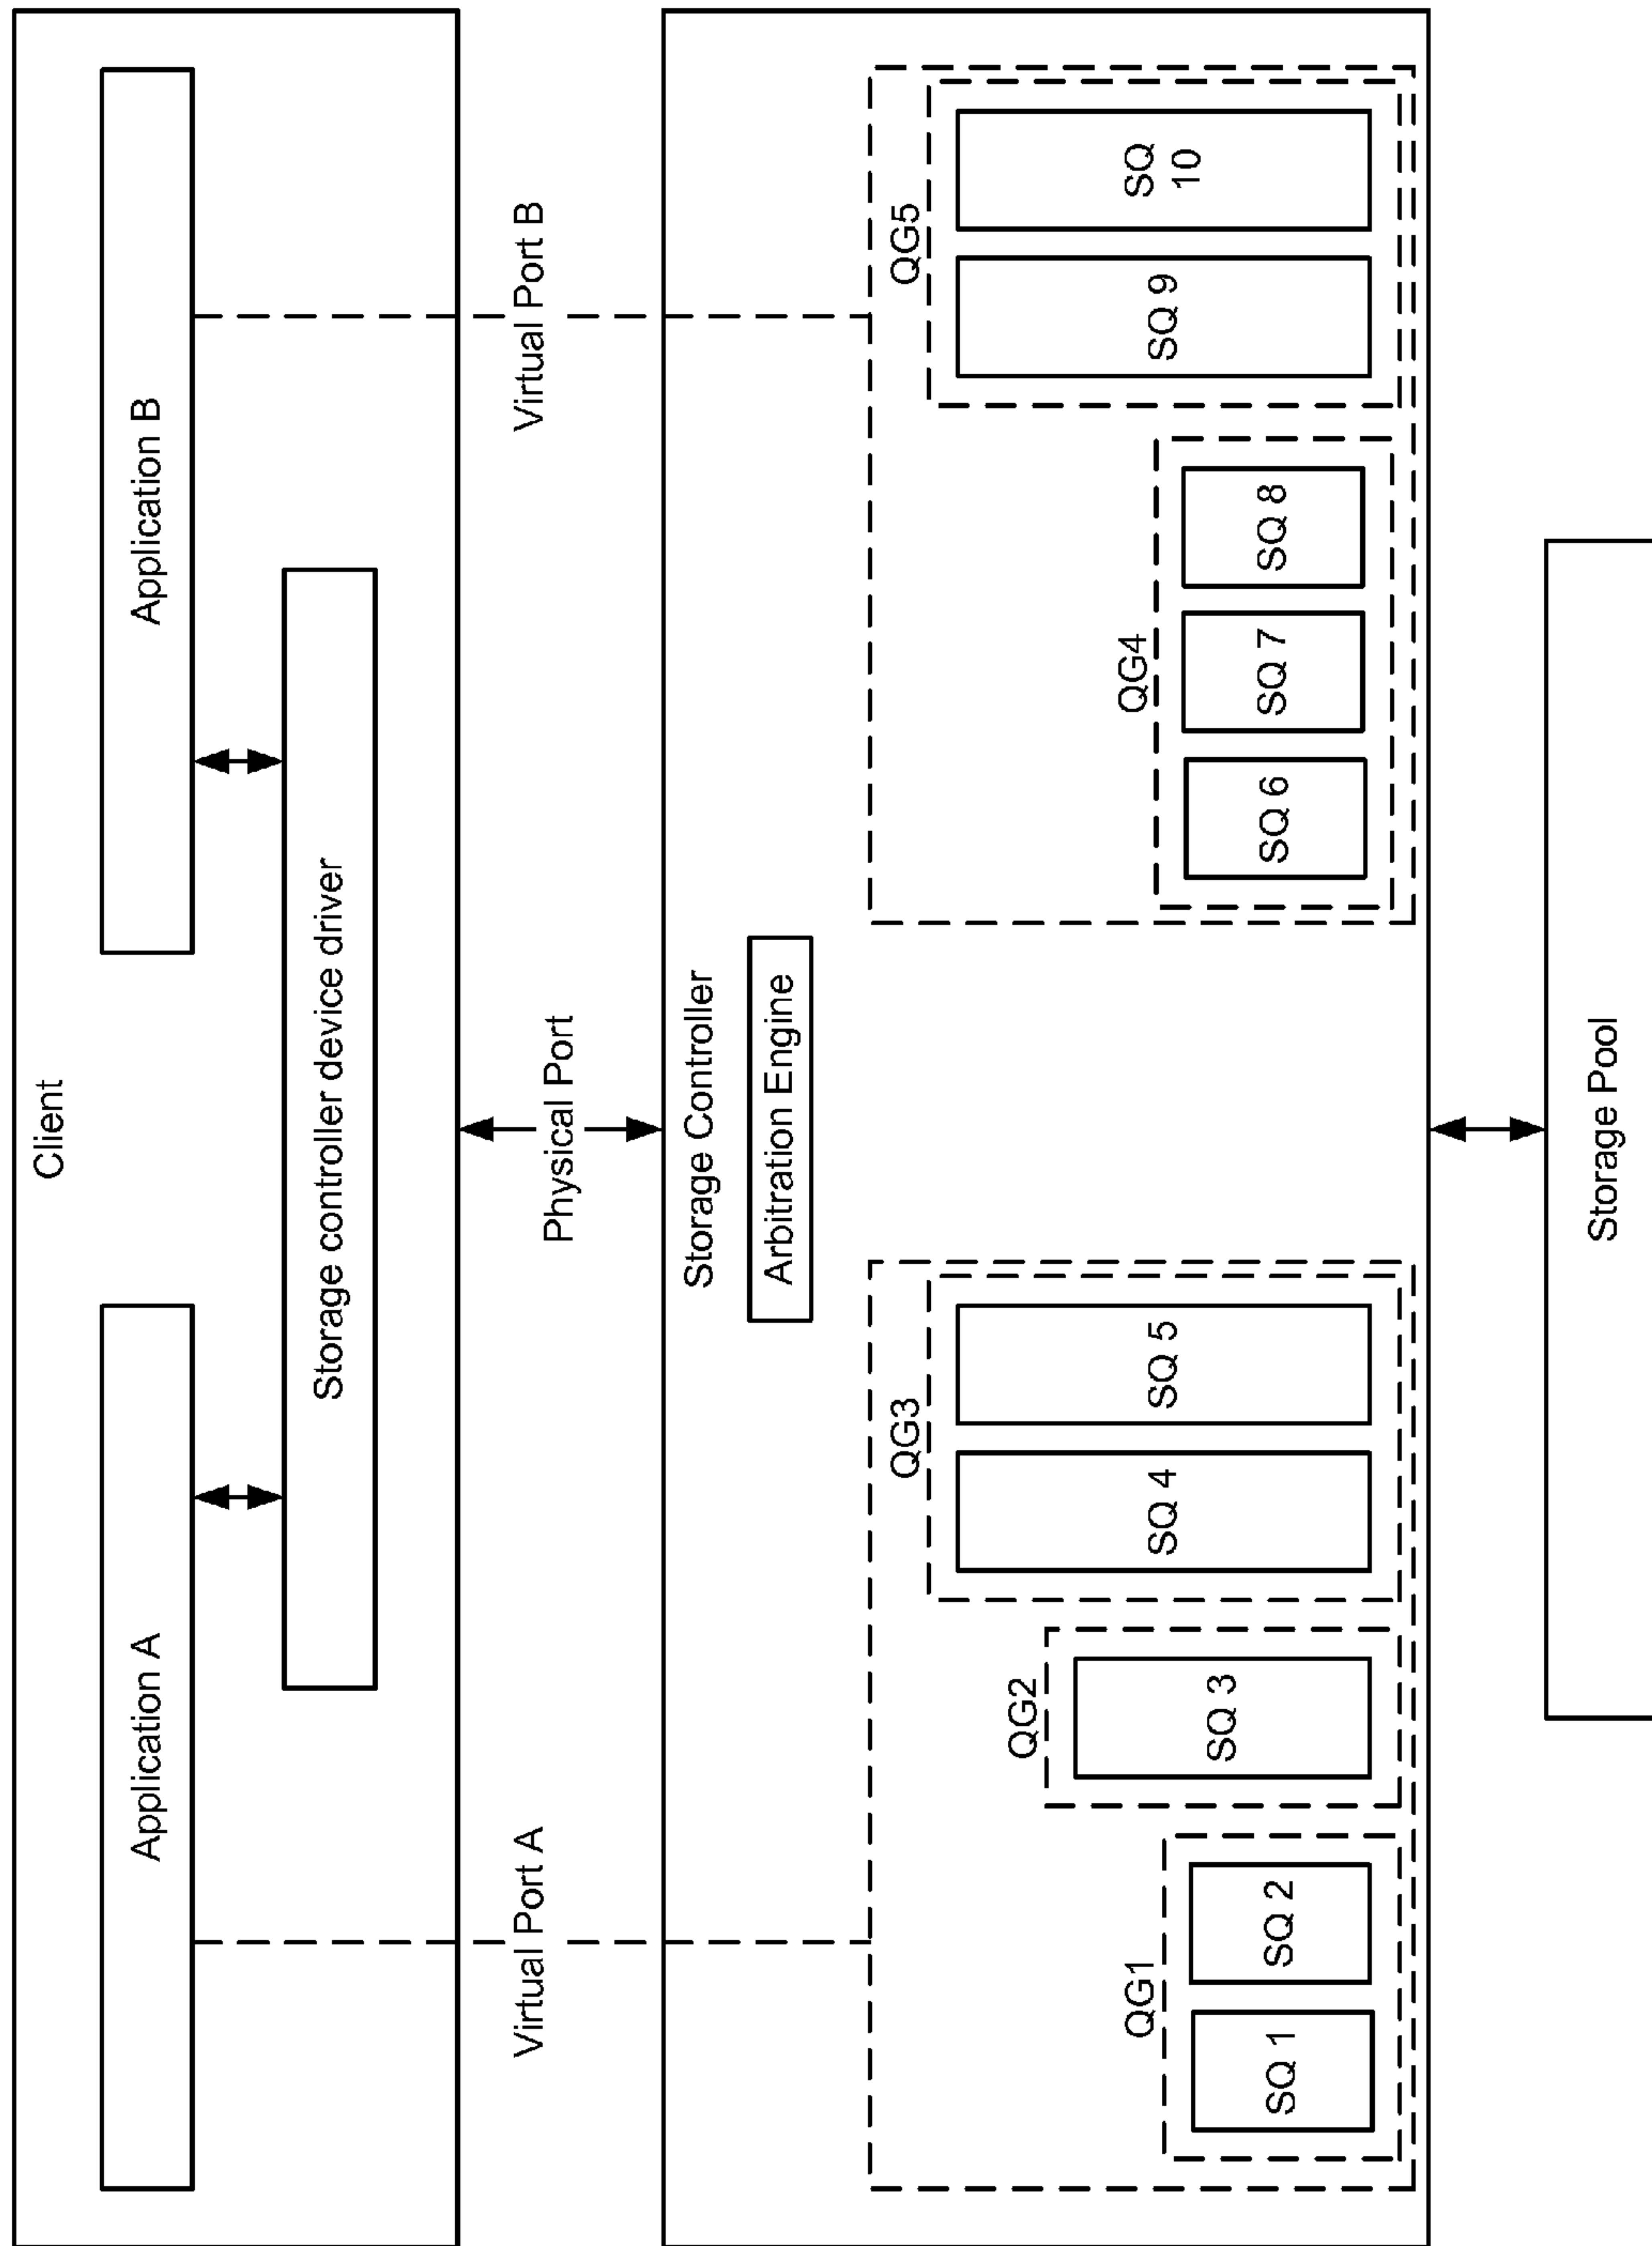 Client
Application A
Application B
Storage controller device driver
Virtual Port A
Physical Port
Virtual Port B
Storage Controller
Arbitration Engine
QG1
SQ 1
SQ 2
QG2
SQ 3
QG3
SQ 4
SQ 5
QG4
SQ 6
SQ 7
SQ 8
QG5
SQ 9
SQ
10
Storage Pool